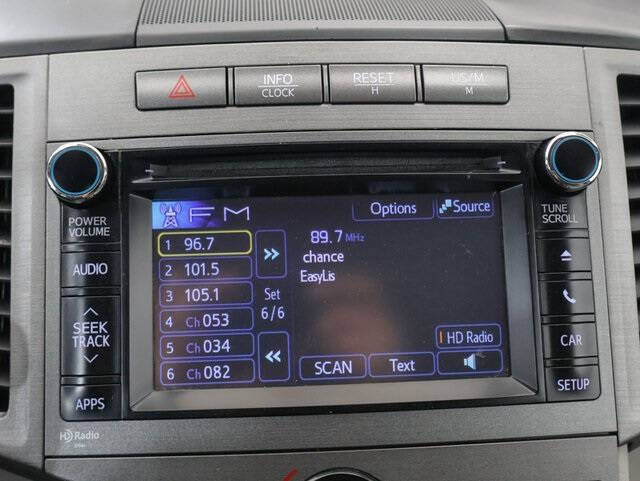 INFO
CLOCK
RESET
H
US/M
M
POWER
VOLUME
AUDIO
SEEK
TRACK
APPS
HD Radio
FM
Options
Source
1 96.7
2 101.5
3 105.1
4 Ch 053
5 Ch 034
6 Ch 082
Set
6/6
89.7 MHz
chance
EasyLis
HD Radio
SCAN
Text
TUNE
SCROLL
CAR
SETUP